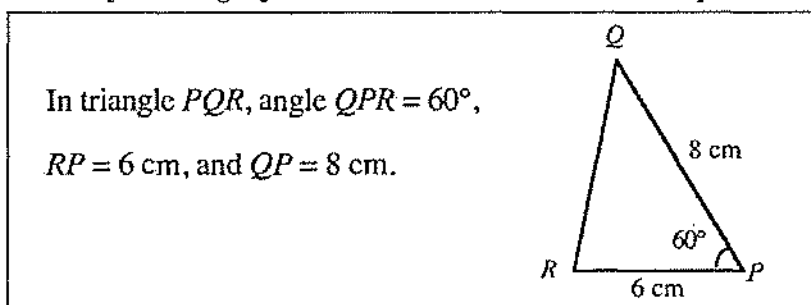 In triangle PQR, angle QPR = 60°,
RP = 6 cm, and QP = 8 cm.
Q
8 cm
60°
R
P
6 cm